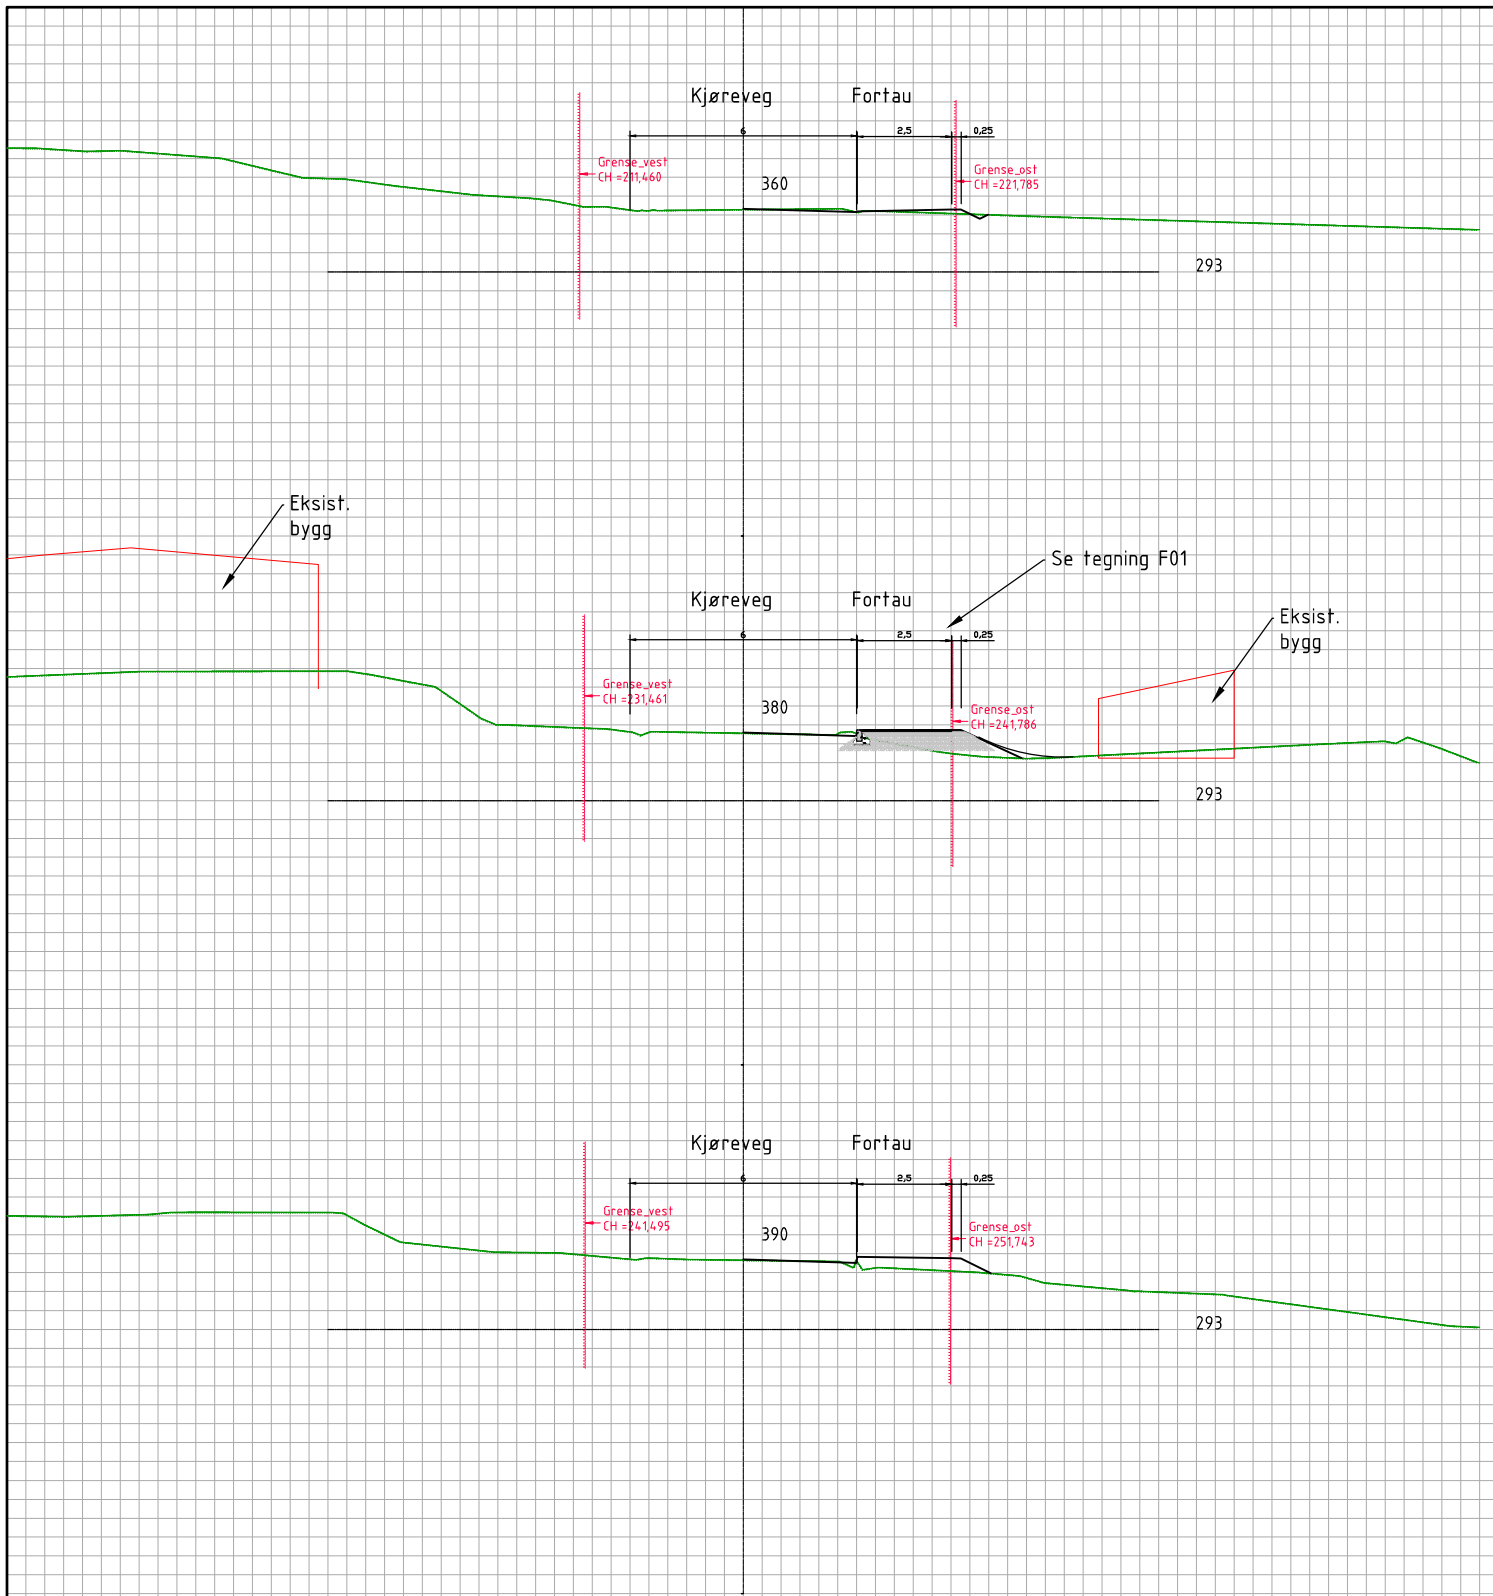 Kjøreveg Fortau
6 2,5 0,25
Grense_vest
CH =211,460
Grense_ost
CH =221,785
360
293
Eksist.
bygg
Se tegning F01
Kjøreveg Fortau
Eksist.
bygg
6 2,5 0,25
Grense_vest
CH =231,461
380
Grense_ost
CH =241,786
293
Kjøreveg Fortau
6 2,5 0,25
Grense_vest
CH =241,495
390
Grense_ost
CH =251,743
293